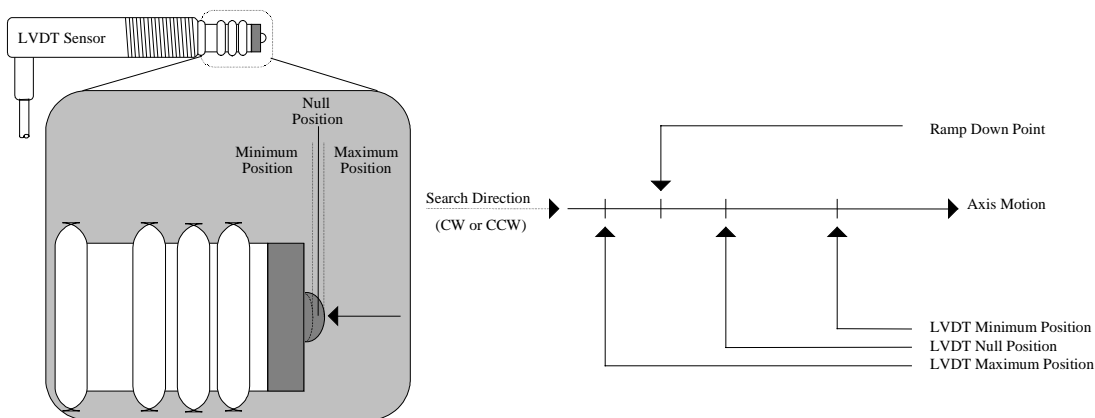 LVDT Sensor
Null
Position
Minimum
Position
Maximum
Position
Search Direction
(CW or CCW)
Ramp Down Point
Axis Motion
LVDT Minimum Position
LVDT Null Position
LVDT Maximum Position